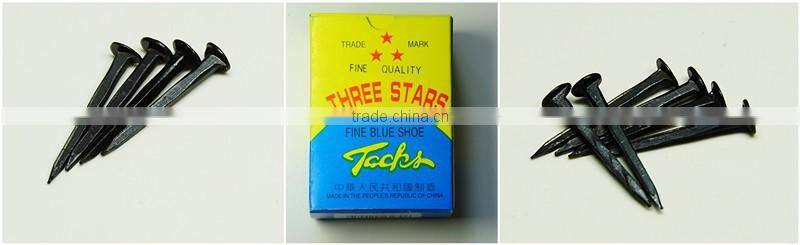 TRADE MARK
FINE QUALITY
THREE STARS
trade.china.cn
FINE BLUE SHOE
Tacks
中華人民共和國製造
MADE IN THE PEOPLE'S REPUBLIC OF CHINA